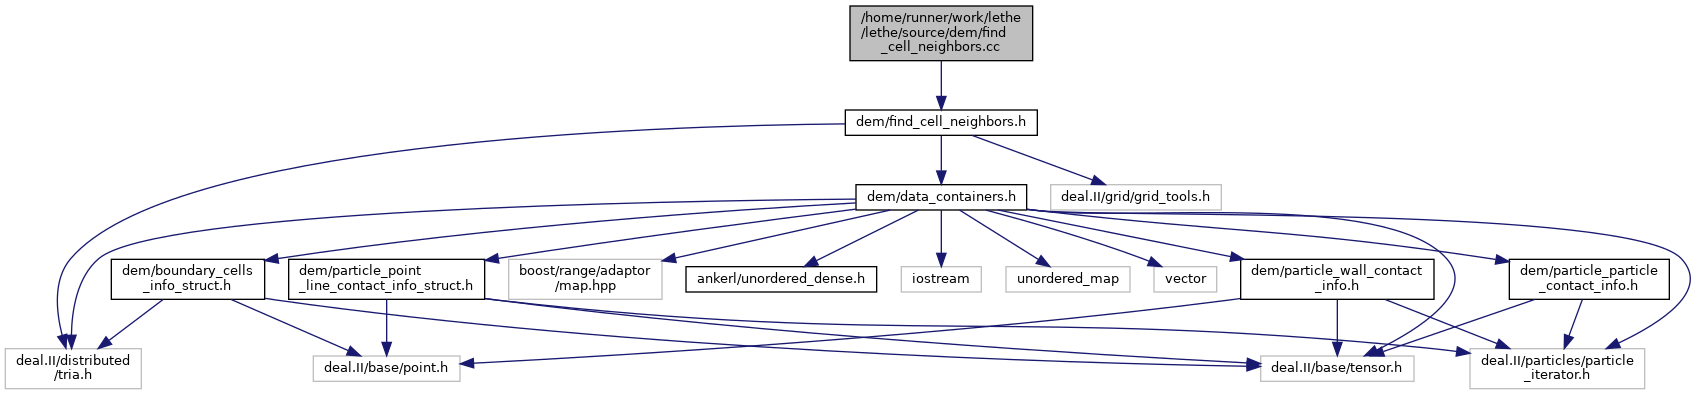 /home/runner/work/lethe
/lethe/source/dem/find
_cell_neighbors.cc
dem/find_cell_neighbors.h
dem/data_containers.h
deal.II/grid/grid_tools.h
dem/boundary_cells
_info_struct.h
dem/particle_point
_line_contact_info_struct.h
boost/range/adaptor
/map.hpp
ankerl/unordered_dense.h
iostream
unordered_map
vector
dem/particle_wall_contact
_info.h
dem/particle_particle
_contact_info.h
deal.II/distributed
/tria.h
deal.II/base/point.h
deal.II/base/tensor.h
deal.II/particles/particle
_iterator.h